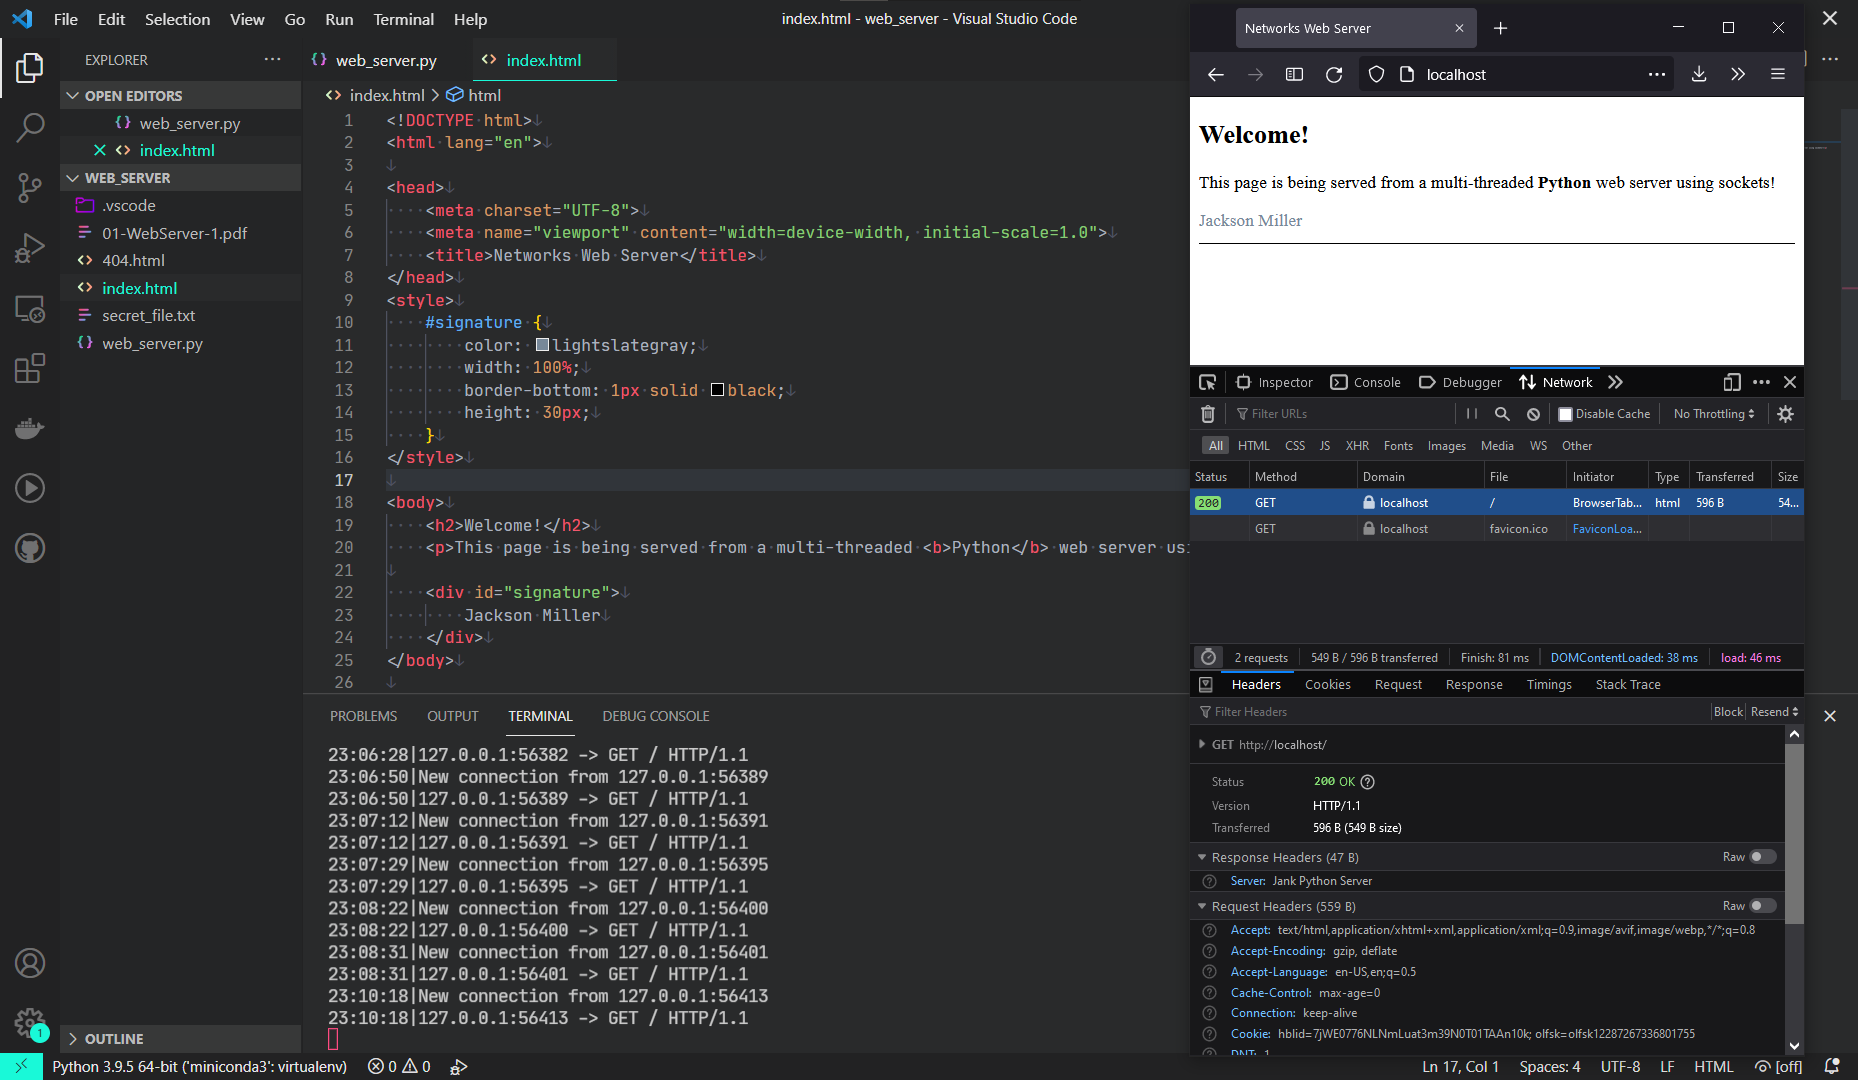 File Edit Selection View Go Run Terminal Help
index.html - web_server - Visual Studio Code
EXPLORER
OPEN EDITORS
web_server.py
index.html
WEB_SERVER
.vscode
01-WebServer-1.pdf
404.html
index.html
secret_file.txt
web_server.py
OUTLINE
web_server.py index.html
index.html > html
1 <!DOCTYPE html>
2 <html lang="en">
3
4 <head>
5 <meta charset="UTF-8">
6 <meta name="viewport" content="width=device-width, initial-scale=1.0">
7 <title>Networks Web Server</title>
8 </head>
9 <style>
10 #signature {
11 color: lightslategray;
12 width: 100%;
13 border-bottom: 1px solid black;
14 height: 30px;
15 }
16 </style>
17
18 <body>
19 <h2>Welcome!</h2>
20 <p>This page is being served from a multi-threaded <b>Python</b> web server usi
21
22 <div id="signature">
23 Jackson Miller
24 </div>
25 </body>
26
PROBLEMS OUTPUT TERMINAL DEBUG CONSOLE
23:06:28|127.0.0.1:56382 -> GET / HTTP/1.1
23:06:50|New connection from 127.0.0.1:56389
23:06:50|127.0.0.1:56389 -> GET / HTTP/1.1
23:07:12|New connection from 127.0.0.1:56391
23:07:12|127.0.0.1:56391 -> GET / HTTP/1.1
23:07:29|New connection from 127.0.0.1:56395
23:07:29|127.0.0.1:56395 -> GET / HTTP/1.1
23:08:22|New connection from 127.0.0.1:56400
23:08:22|127.0.0.1:56400 -> GET / HTTP/1.1
23:08:31|New connection from 127.0.0.1:56401
23:08:31|127.0.0.1:56401 -> GET / HTTP/1.1
23:10:18|New connection from 127.0.0.1:56413
23:10:18|127.0.0.1:56413 -> GET / HTTP/1.1
Networks Web Server
localhost
Welcome!
This page is being served from a multi-threaded Python web server using sockets!
Jackson Miller
Inspector Console Debugger Network
Filter URLs Disable Cache No Throttling
All HTML CSS JS XHR Fonts Images Media WS Other
Status Method Domain File Initiator Type Transferred Size
200 GET localhost / BrowserTab... html 596 B 54...
GET localhost favicon.ico FaviconLoa...
2 requests 549 B / 596 B transferred Finish: 81 ms DOMContentLoaded: 38 ms load: 46 ms
Headers Cookies Request Response Timings Stack Trace
Filter Headers Block Resend
GET http://localhost/
Status 200 OK
Version HTTP/1.1
Transferred 596 B (549 B size)
Response Headers (47 B) Raw
Server: Jank Python Server
Request Headers (559 B) Raw
Accept: text/html,application/xhtml+xml,application/xml;q=0.9,image/avif,image/webp,*/*;q=0.8
Accept-Encoding: gzip, deflate
Accept-Language: en-US,en;q=0.5
Cache-Control: max-age=0
Connection: keep-alive
Cookie: hblid=7jWE0776NLNmLuat3m39N0T01TAAn10k; olfsk=olfsk12287267336801755
DNT: 1
1
Python 3.9.5 64-bit ('miniconda3': virtualenv) 0 0
Ln 17, Col 1 Spaces: 4 UTF-8 LF HTML [off]